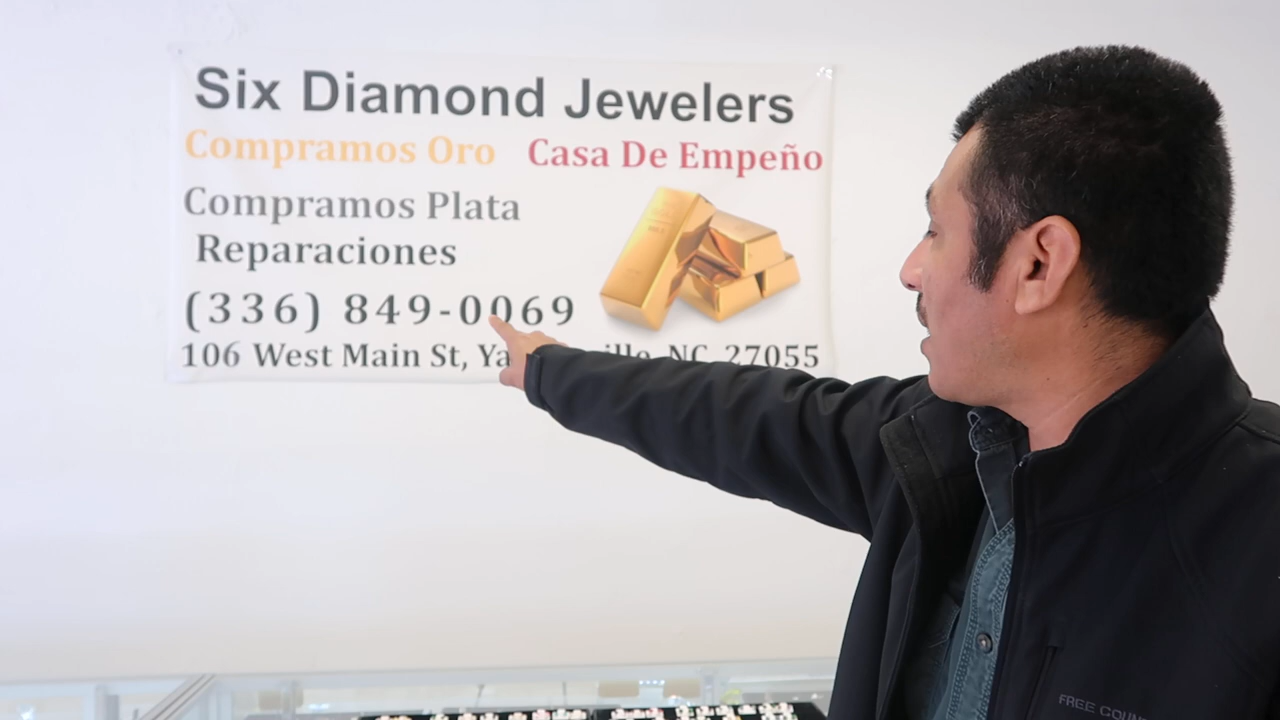 Six Diamond Jewelers
Compramos Oro Casa De Empeño
Compramos Plata
Reparaciones
(336) 849-0069
106 West Main St, NC 27055
FREE